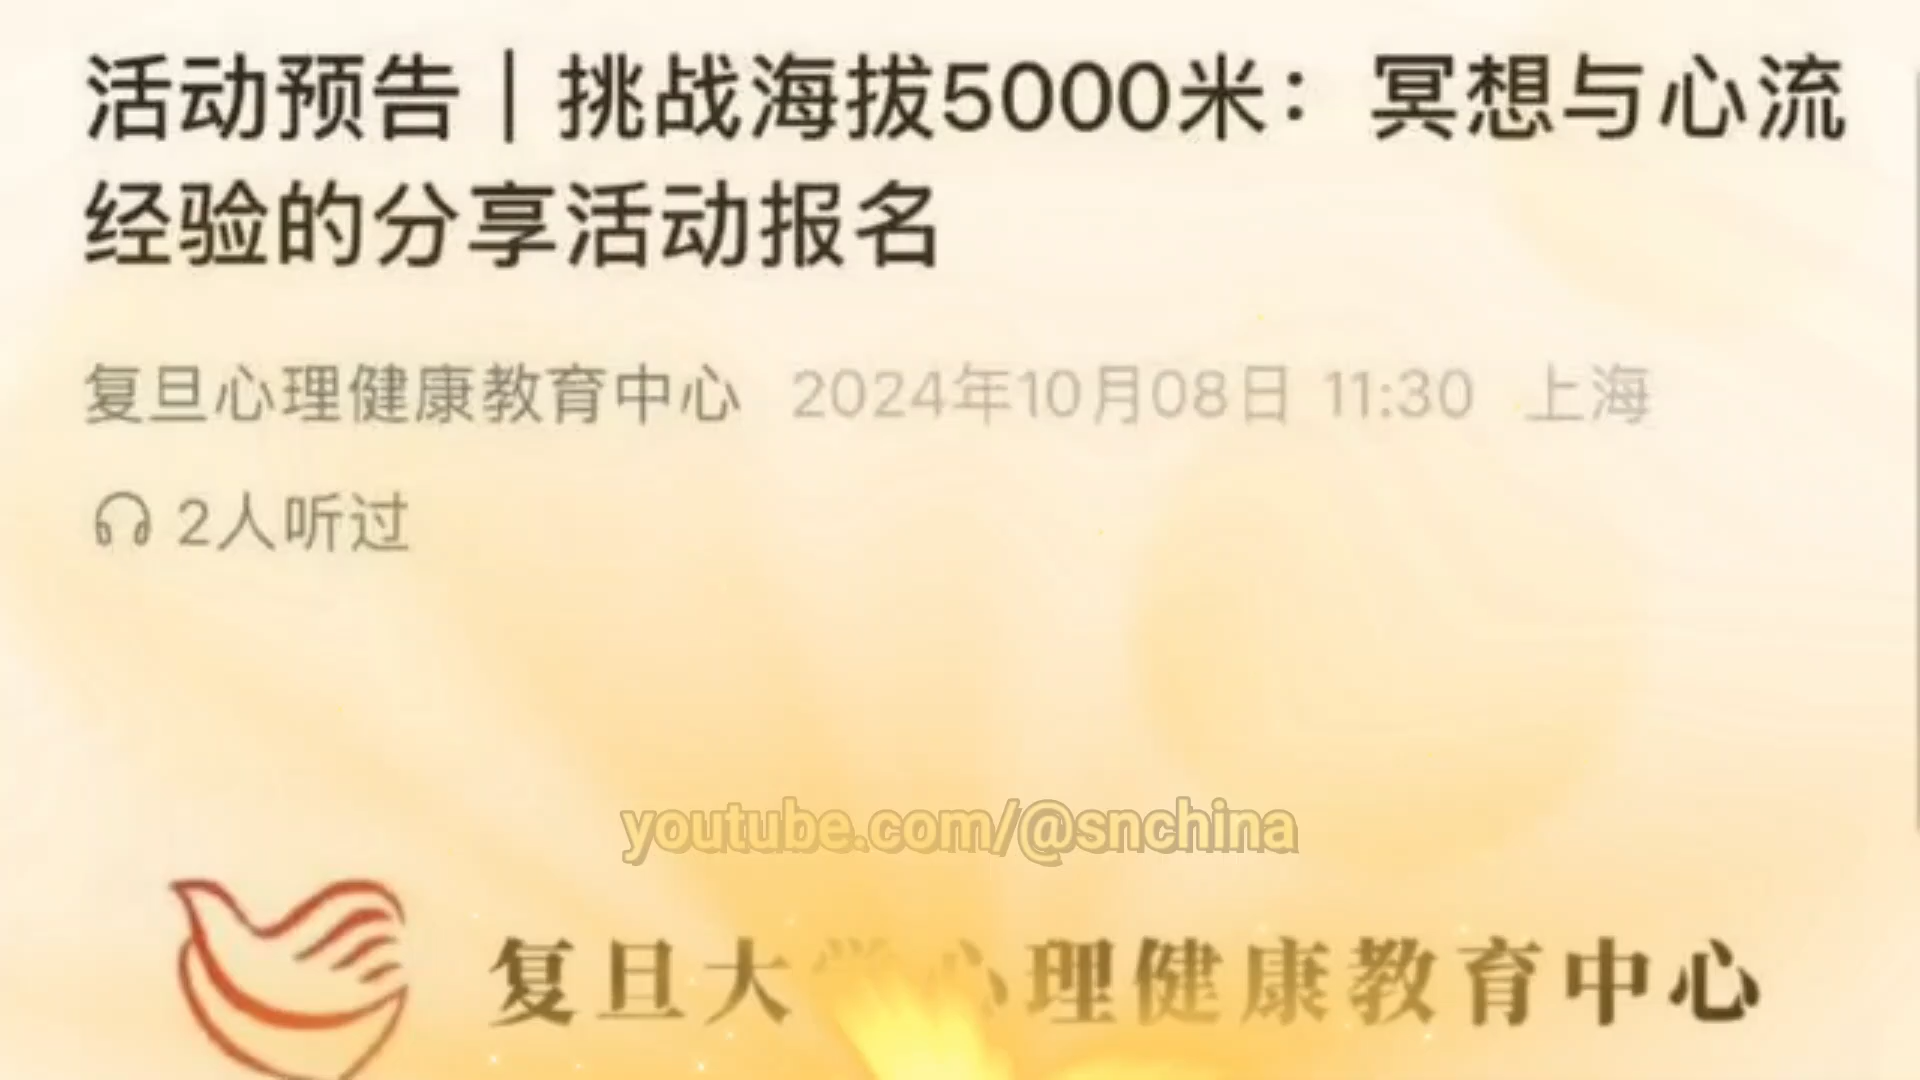 活动预告｜挑战海拔5000米：冥想与心流
经验的分享活动报名
复旦心理健康教育中心 2024年10月08日 11:30 上海
2人听过
youtube.com/@snchina
复旦大学心理健康教育中心